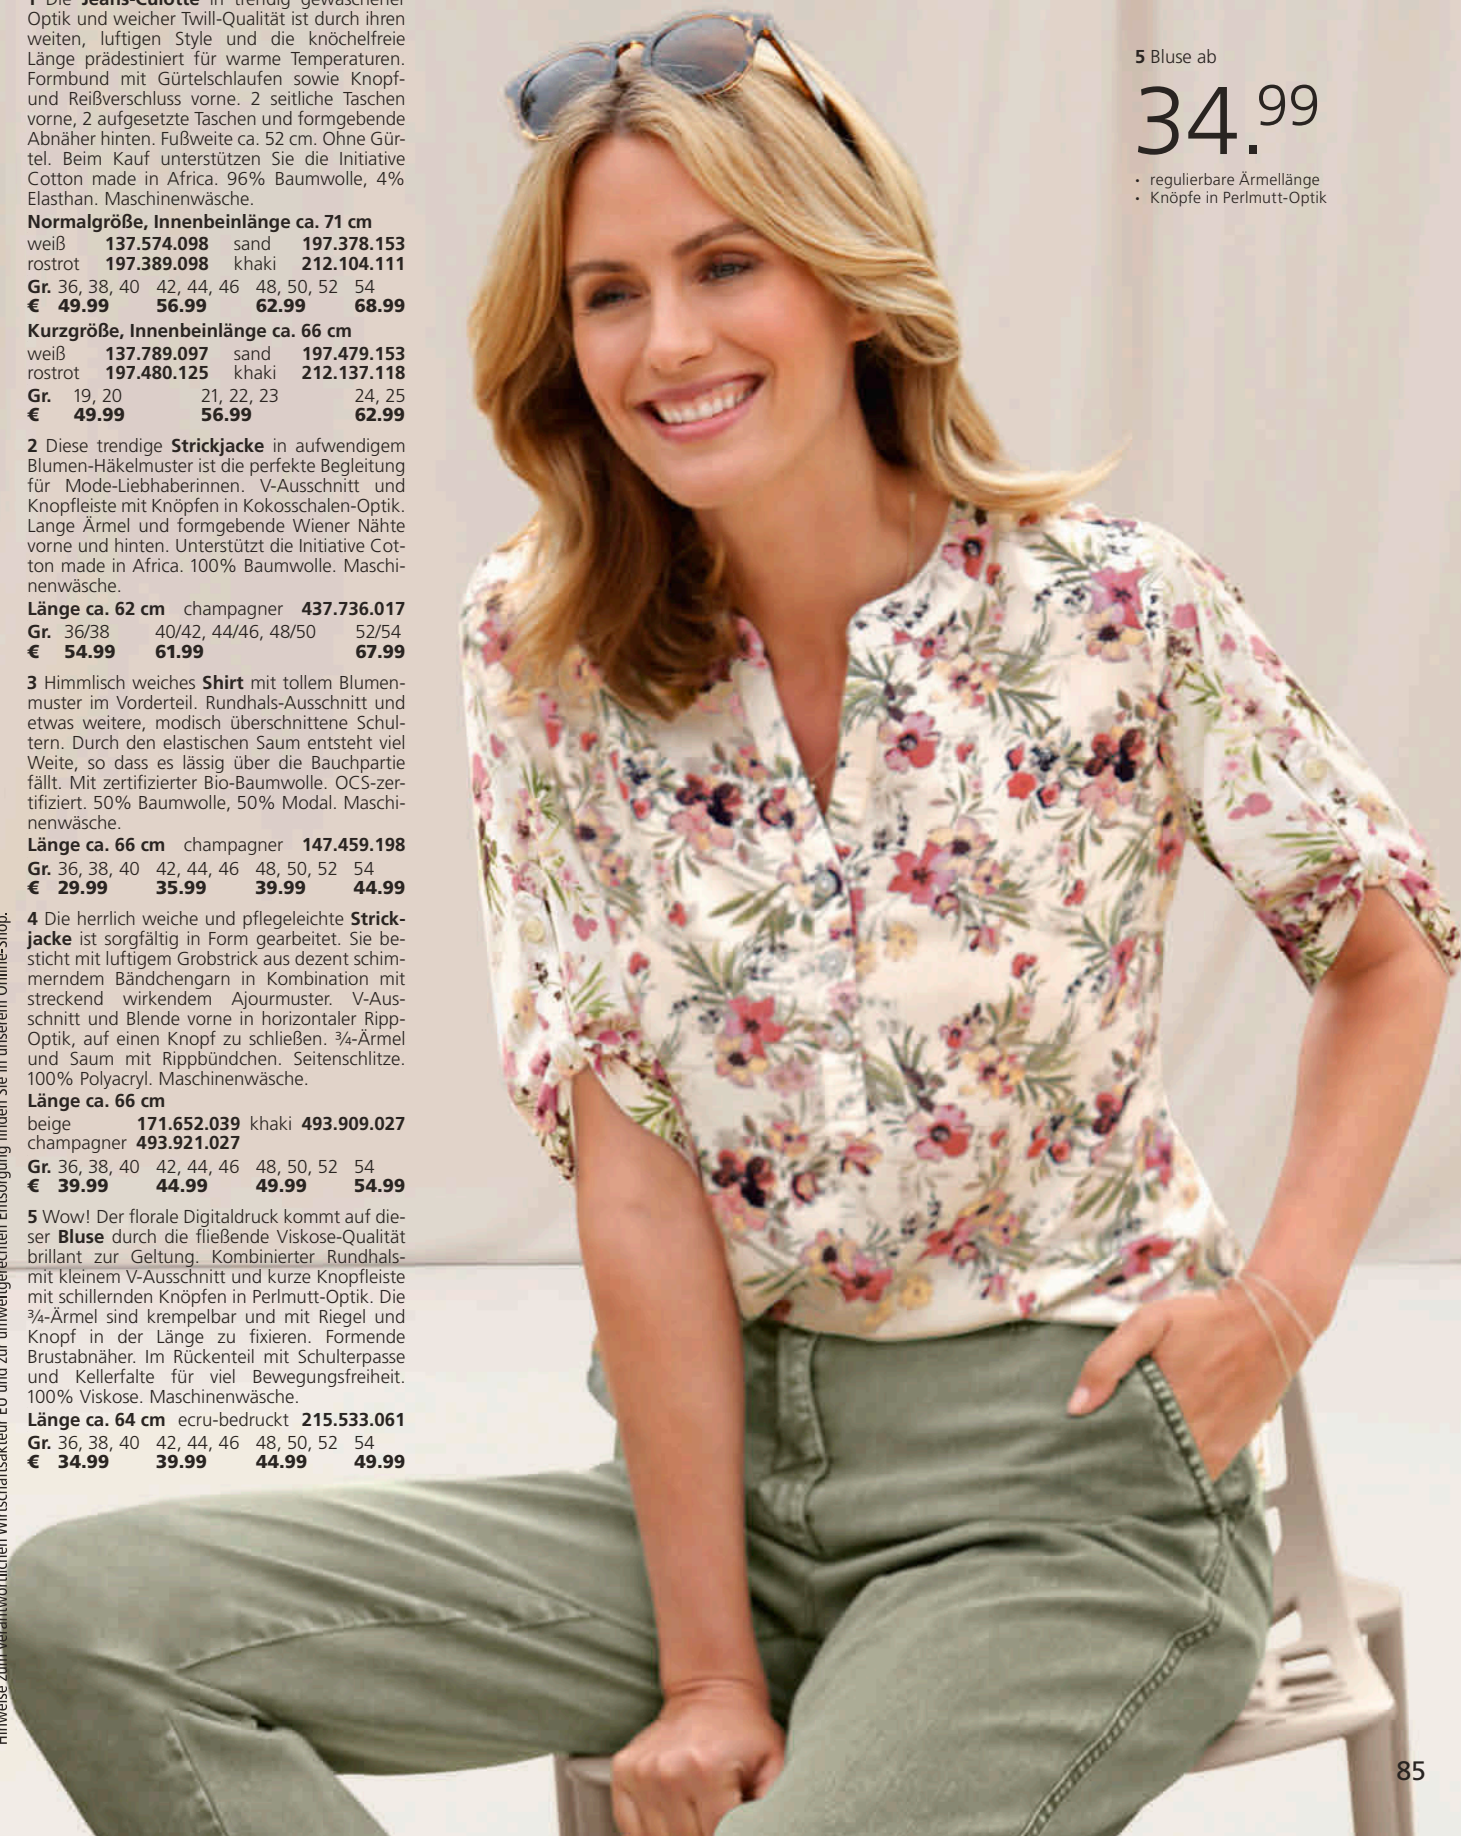 1 Die Jeans-Culotte in trendig gewaschener
Optik und weicher Twill-Qualität ist durch ihren
weiten, luftigen Style und die knöchelfreie
Länge prädestiniert für warme Temperaturen.
Formbund mit Gürtelschlaufen sowie Knopf-
und Reißverschluss vorne. 2 seitliche Taschen
vorne, 2 aufgesetzte Taschen und formgebende
Abnäher hinten. Fußweite ca. 52 cm. Ohne Gür-
tel. Beim Kauf unterstützen Sie die Initiative
Cotton made in Africa. 96% Baumwolle, 4%
Elasthan. Maschinenwäsche.
Normalgröße, Innenbeinlänge ca. 71 cm
weiß 137.574.098 sand 197.378.153
rostrot 197.389.098 khaki 212.104.111
Gr. 36, 38, 40 42, 44, 46 48, 50, 52 54
€ 49.99 56.99 62.99 68.99
Kurzgröße, Innenbeinlänge ca. 66 cm
weiß 137.789.097 sand 197.479.153
rostrot 197.480.125 khaki 212.137.118
Gr. 19, 20 21, 22, 23 24, 25
€ 49.99 56.99 62.99
2 Diese trendige Strickjacke in aufwendigem
Blumen-Häkelmuster ist die perfekte Begleitung
für Mode-Liebhaberinnen. V-Ausschnitt und
Knopfleiste mit Knöpfen in Kokosschalen-Optik.
Lange Ärmel und formgebende Wiener Nähte
vorne und hinten. Unterstützt die Initiative Cot-
ton made in Africa. 100% Baumwolle. Maschi-
nenwäsche.
Länge ca. 62 cm champagner 437.736.017
Gr. 36/38 40/42, 44/46, 48/50 52/54
€ 54.99 61.99 67.99
3 Himmlisch weiches Shirt mit tollem Blumen-
muster im Vorderteil. Rundhals-Ausschnitt und
etwas weitere, modisch überschnittene Schul-
tern. Durch den elastischen Saum entsteht viel
Weite, so dass es lässig über die Bauchpartie
fällt. Mit zertifizierter Bio-Baumwolle. OCS-zer-
tifiziert. 50% Baumwolle, 50% Modal. Maschi-
nenwäsche.
Länge ca. 66 cm champagner 147.459.198
Gr. 36, 38, 40 42, 44, 46 48, 50, 52 54
€ 29.99 35.99 39.99 44.99
4 Die herrlich weiche und pflegeleichte Strick-
jacke ist sorgfältig in Form gearbeitet. Sie be-
sticht mit luftigem Grobstrick aus dezent schim-
merndem Bändchengarn in Kombination mit
streckend wirkendem Ajourmuster. V-Aus-
schnitt und Blende vorne in horizontaler Ripp-
Optik, auf einen Knopf zu schließen. ¾-Ärmel
und Saum mit Rippbündchen. Seitenschlitze.
100% Polyacryl. Maschinenwäsche.
Länge ca. 66 cm
beige 171.652.039 khaki 493.909.027
champagner 493.921.027
Gr. 36, 38, 40 42, 44, 46 48, 50, 52 54
€ 39.99 44.99 49.99 54.99
5 Wow! Der florale Digitaldruck kommt auf die-
ser Bluse durch die fließende Viskose-Qualität
brillant zur Geltung. Kombinierter Rundhals-
mit kleinem V-Ausschnitt und kurze Knopfleiste
mit schillernden Knöpfen in Perlmutt-Optik. Die
¾-Ärmel sind krempelbar und mit Riegel und
Knopf in der Länge zu fixieren. Formende
Brustabnäher. Im Rückenteil mit Schulterpasse
und Kellerfalte für viel Bewegungsfreiheit.
100% Viskose. Maschinenwäsche.
Länge ca. 64 cm ecru-bedruckt 215.533.061
Gr. 36, 38, 40 42, 44, 46 48, 50, 52 54
€ 34.99 39.99 44.99 49.99
Hinweise zum verantwortlichen Wirtschaftsakteur EU und zur umweltgerechten Entsorgung finden Sie in unserem Online-Shop.
5 Bluse ab
34.99
• regulierbare Ärmellänge
• Knöpfe in Perlmutt-Optik
85